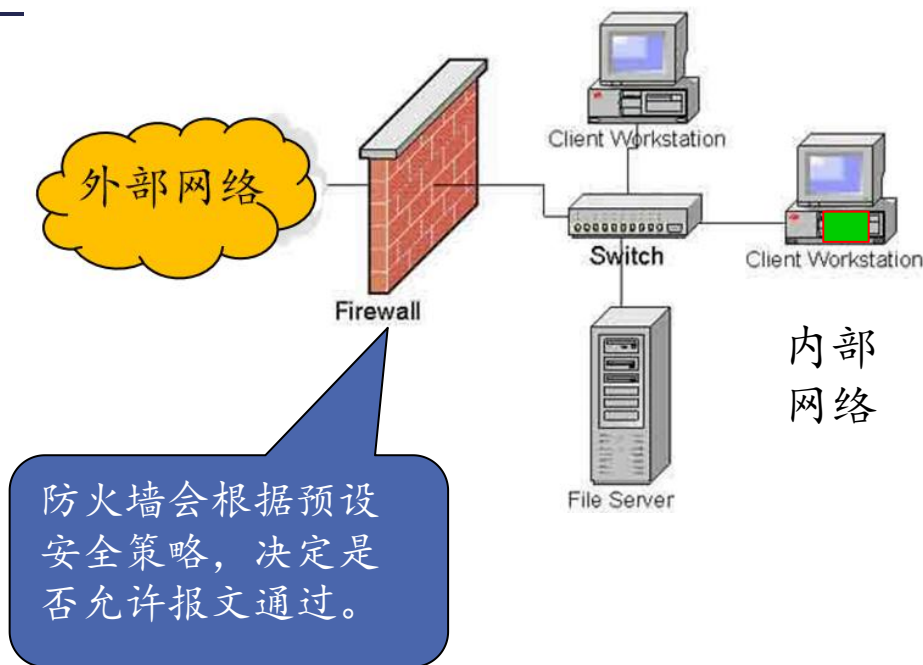 Client Workstation
外部网络
Switch
Client Workstation
Firewall
内部
网络
File Server
防火墙会根据预设
安全策略，决定是
否允许报文通过。